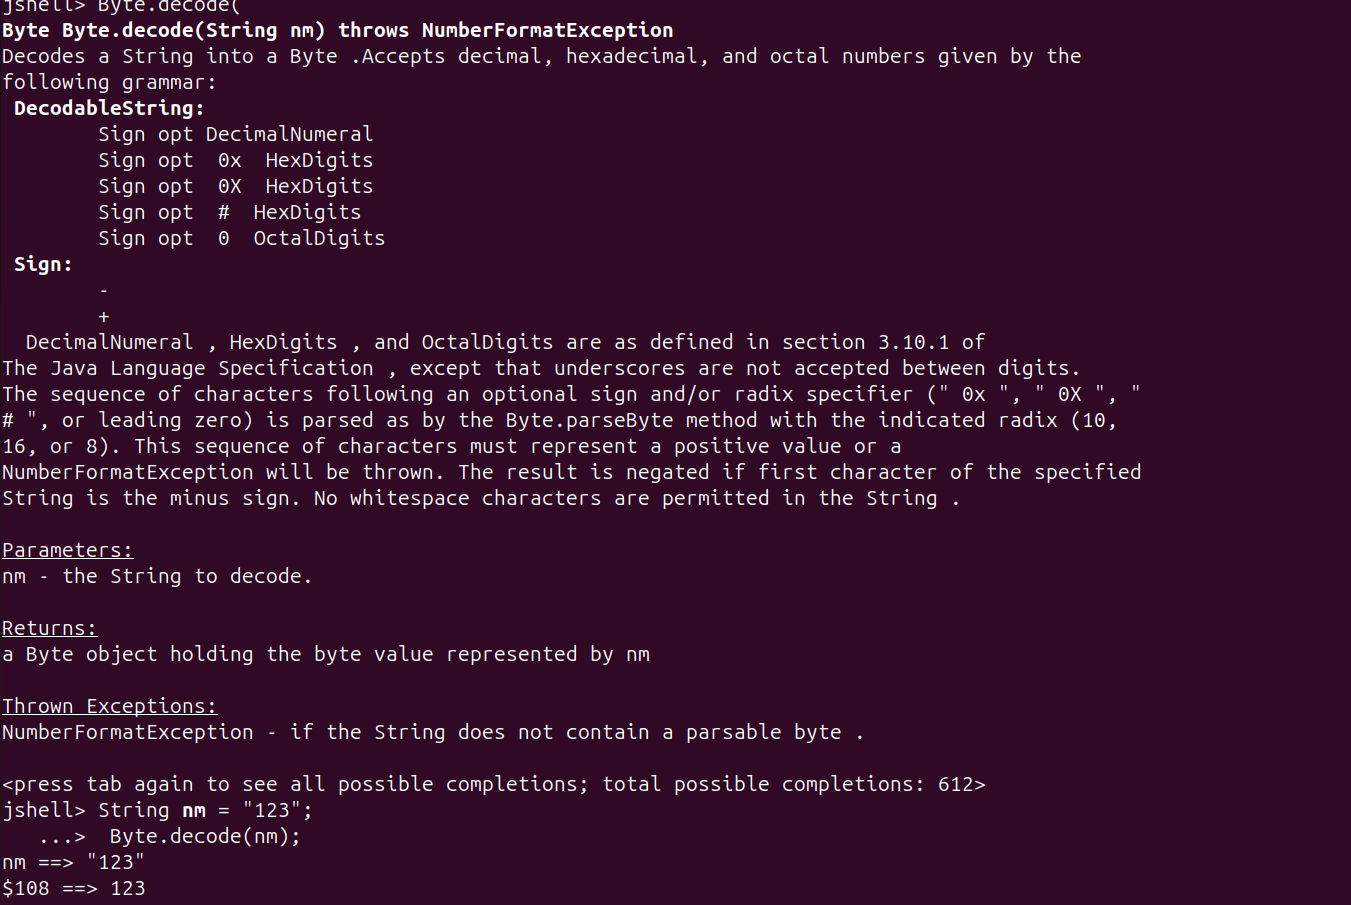 jshell> Byte.decode(
Byte Byte.decode(String nm) throws NumberFormatException
Decodes a String into a Byte .Accepts decimal, hexadecimal, and octal numbers given by the
following grammar:
DecodableString:
Sign opt DecimalNumeral
Sign opt  0x  HexDigits
Sign opt  0X  HexDigits
Sign opt  #  HexDigits
Sign opt  0  OctalDigits
Sign:
-
+
DecimalNumeral , HexDigits , and OctalDigits are as defined in section 3.10.1 of
The Java Language Specification , except that underscores are not accepted between digits.
The sequence of characters following an optional sign and/or radix specifier (" 0x ", " 0X ", "
# ", or leading zero) is parsed as by the Byte.parseByte method with the indicated radix (10,
16, or 8). This sequence of characters must represent a positive value or a
NumberFormatException will be thrown. The result is negated if first character of the specified
String is the minus sign. No whitespace characters are permitted in the String .
Parameters:
nm - the String to decode.
Returns:
a Byte object holding the byte value represented by nm
Thrown Exceptions:
NumberFormatException - if the String does not contain a parsable byte .
<press tab again to see all possible completions; total possible completions: 612>
jshell> String nm = "123";
...>  Byte.decode(nm);
nm ==> "123"
$108 ==> 123